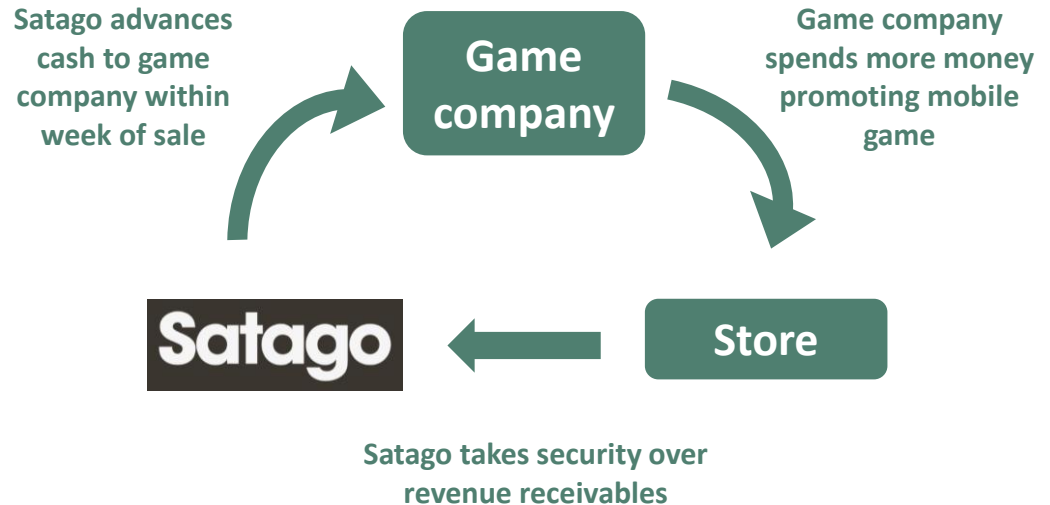 Satago advances
cash to game
company within
week of sale
Game
company
Game company
spends more money
promoting mobile
game
Satago
Store
Satago takes security over
revenue receivables